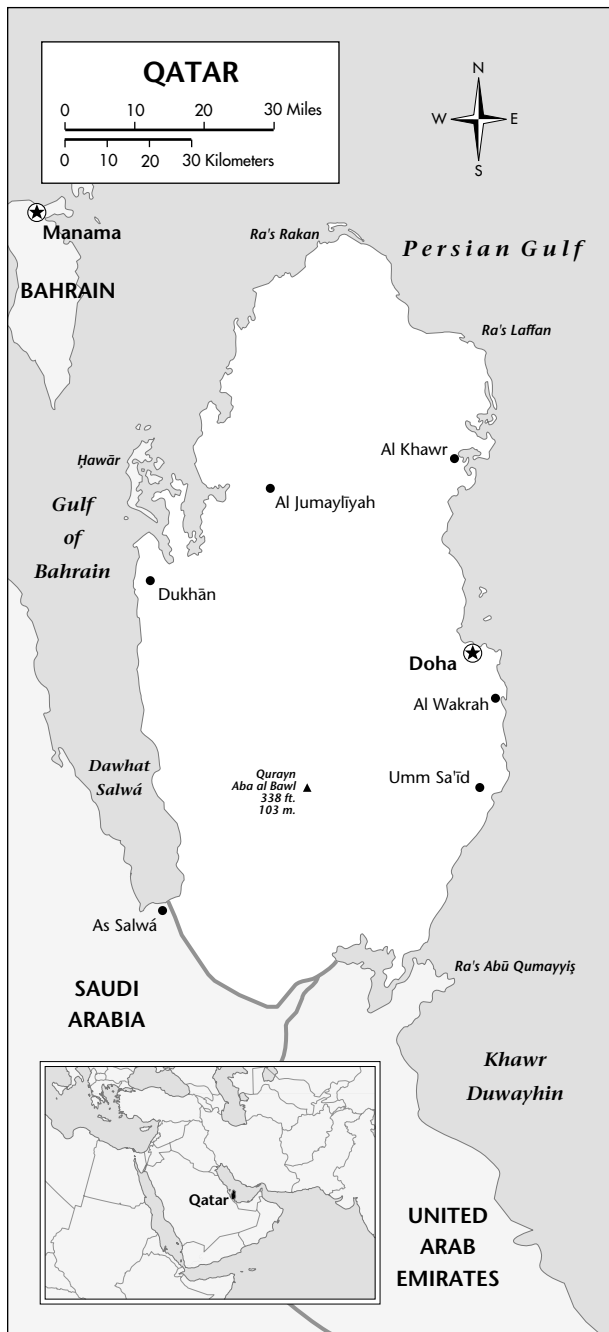 QATAR
0 10 20 30 Miles
0 10 20 30 Kilometers
N
W E
S
Manama
Ra's Rakan
Persian Gulf
BAHRAIN
Ra's Laffan
Al Khawr
Ḥawār
Al Jumaylīyah
Gulf
of
Bahrain
Dukhān
Doha
Al Wakrah
Dawhat
Salwá
Qurayn
Aba al Bawl
338 ft.
103 m.
Umm Sa'īd
As Salwá
Ra's Abū Qumayyiṣ
SAUDI
ARABIA
Khawr
Duwayhin
Qatar
UNITED
ARAB
EMIRATES